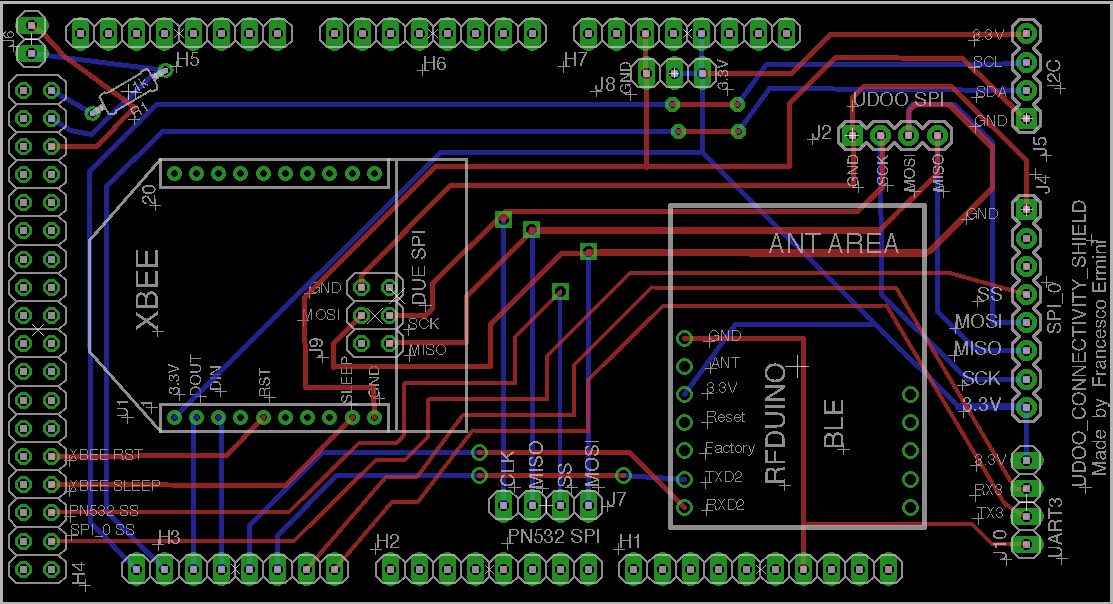 J6
H5
H6
H7
J8
GND
3.3V
3.3V
SCL
SDA
GND
J2C
J5
UDOO SPI
J2
GND
SCK
MOSI
MISO
1k
R1
20
XBEE
J1
1
3.3V
DOUT
DIN
RST
SLEEP
GND
DUE SPI
GND
MOSI
SCK
MISO
J9
ANT AREA
GND
ANT
3.3V
Reset
Factory
TXD2
RXD2
RFDUINO
BLE
J4
GND
SS
MOSI
MISO
SCK
3.3V
SPI_0
UDOO_CONNECTIVITY_SHIELD
Made by Francesco Ermini
XBEE RST
XBEE SLEEP
PN532 SS
SPI_0 SS
CLK
MISO
SS
MOSI
J7
PN532 SPI
3.3V
RX3
TX3
J10
UART3
H4
H3
H2
H1